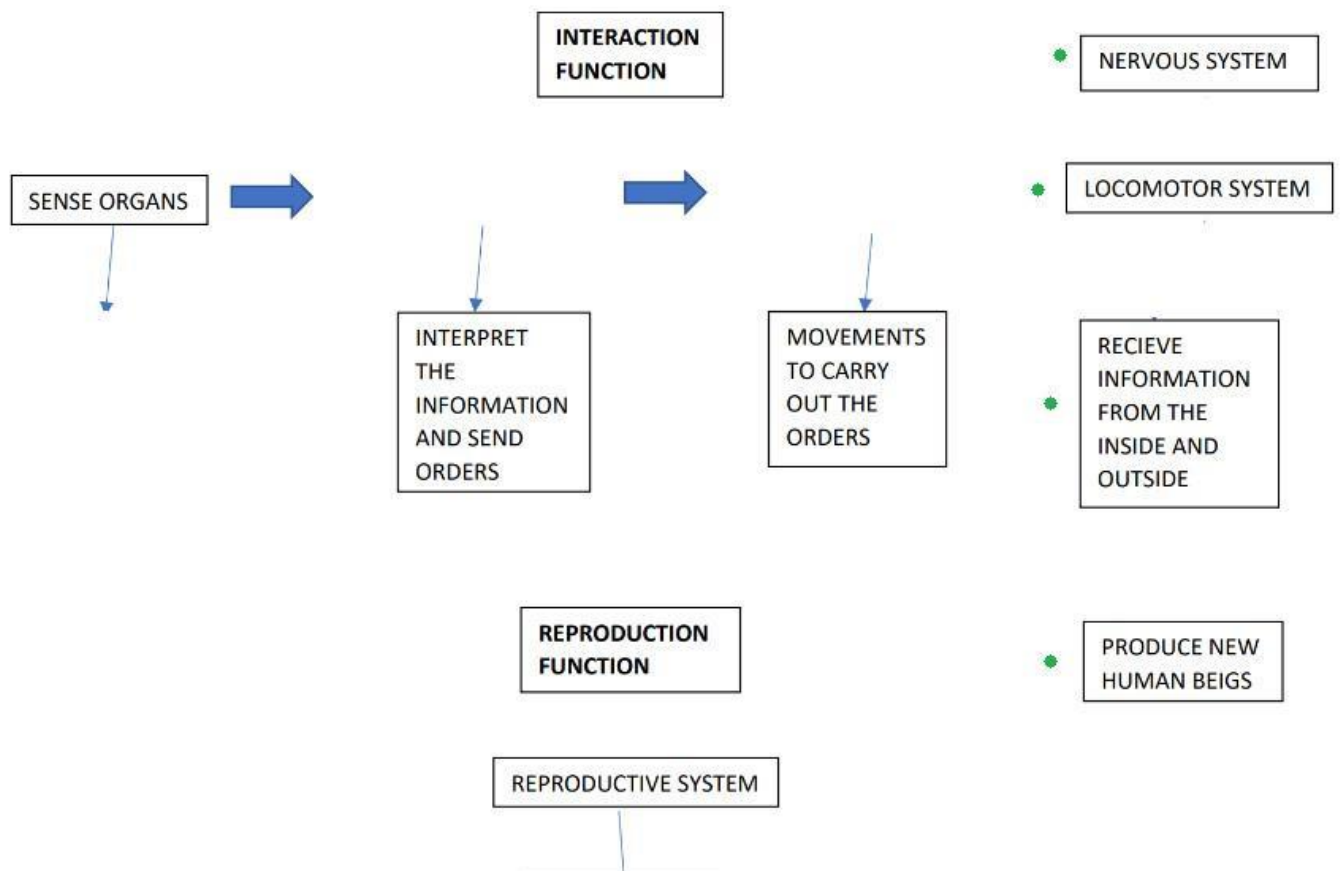 INTERACTION
FUNCTION
NERVOUS SYSTEM
SENSE ORGANS
LOCOMOTOR SYSTEM
INTERPRET
THE
INFORMATION
AND SEND
ORDERS
MOVEMENTS
TO CARRY
OUT THE
ORDERS
RECIEVE
INFORMATION
FROM THE
INSIDE AND
OUTSIDE
REPRODUCTION
FUNCTION
PRODUCE NEW
HUMAN BEIGS
REPRODUCTIVE SYSTEM